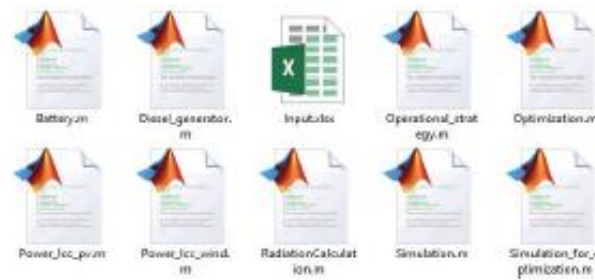 Battery.m
Diesel_generator.
m
Input.xlsx
Operational_strat
egy.m
Optimization.m
Power_lcc_pv.m
Power_lcc_wind.
m
RadiationCalculat
ion.m
Simulation.m
Simulation_for_o
ptimization.m